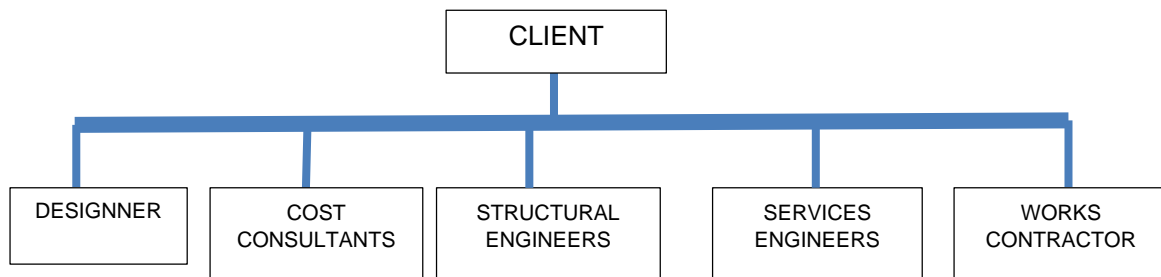 CLIENT
DESIGNNER
COST
CONSULTANTS
STRUCTURAL
ENGINEERS
SERVICES
ENGINEERS
WORKS
CONTRACTOR